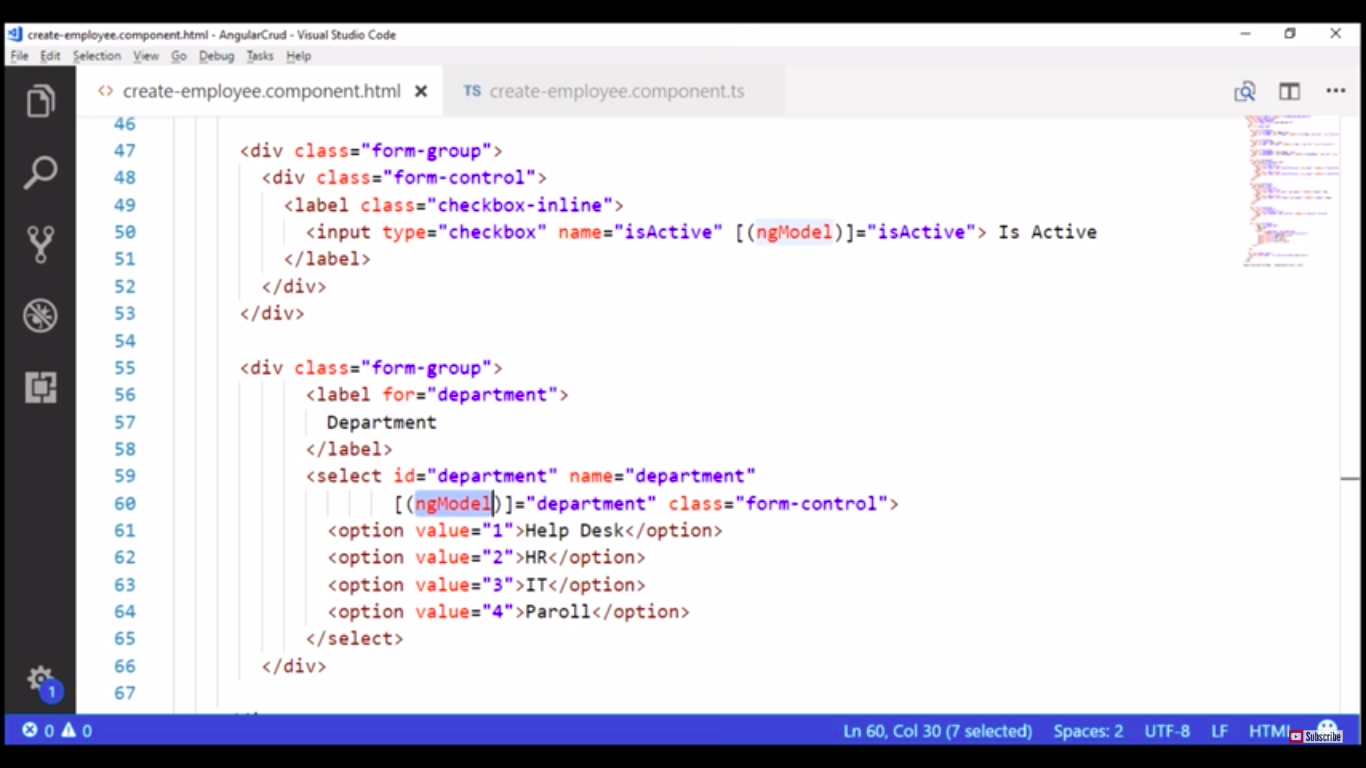 create-employee.component.html - AngularCrud - Visual Studio Code
File Edit Selection View Go Debug Tasks Help
<> create-employee.component.html × TS create-employee.component.ts
46
47 <div class="form-group">
48 <div class="form-control">
49 <label class="checkbox-inline">
50 <input type="checkbox" name="isActive" [(ngModel)]="isActive"> Is Active
51 </label>
52 </div>
53 </div>
54
55 <div class="form-group">
56 <label for="department">
57 Department
58 </label>
59 <select id="department" name="department"
60 [(ngModel)]="department" class="form-control">
61 <option value="1">Help Desk</option>
62 <option value="2">HR</option>
63 <option value="3">IT</option>
64 <option value="4">Paroll</option>
65 </select>
66 </div>
67
1
0 0 Ln 60, Col 30 (7 selected) Spaces: 2 UTF-8 LF HTML
Subscribe